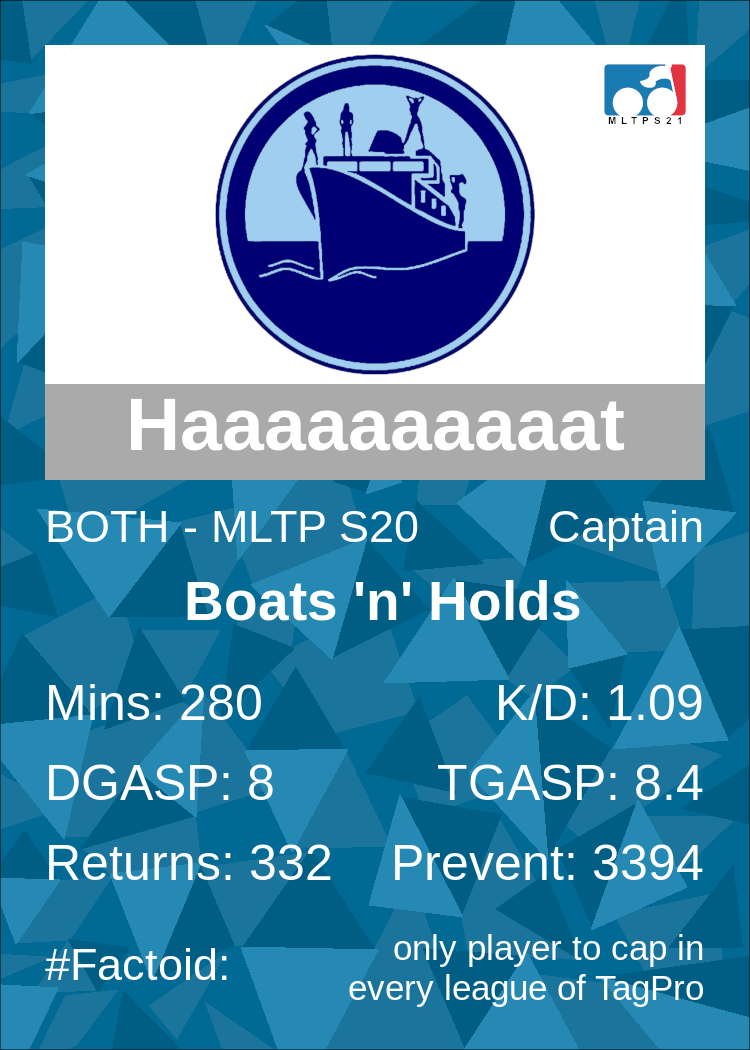 MLTPS21
Haaaaaaaaaaat
BOTH - MLTP S20 Captain
Boats 'n' Holds
Mins: 280 K/D: 1.09
DGASP: 8 TGASP: 8.4
Returns: 332 Prevent: 3394
#Factoid: only player to cap in
every league of TagPro